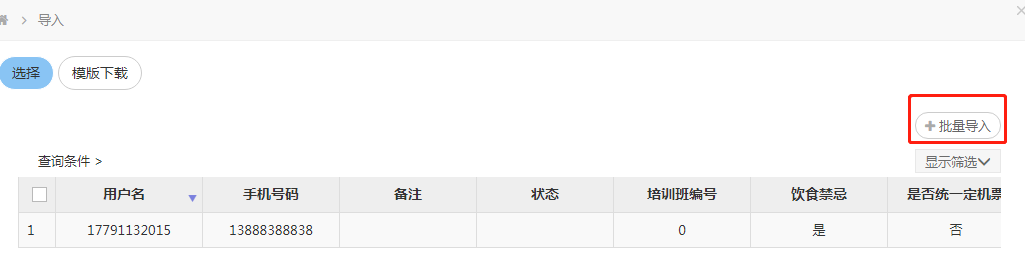 导入
选择 模版下载
批量导入
查询条件 >
显示筛选
用户名 手机号码 备注 状态 培训班编号 饮食禁忌 是否统一定机票
1 17791132015 13888388838 0 是 否